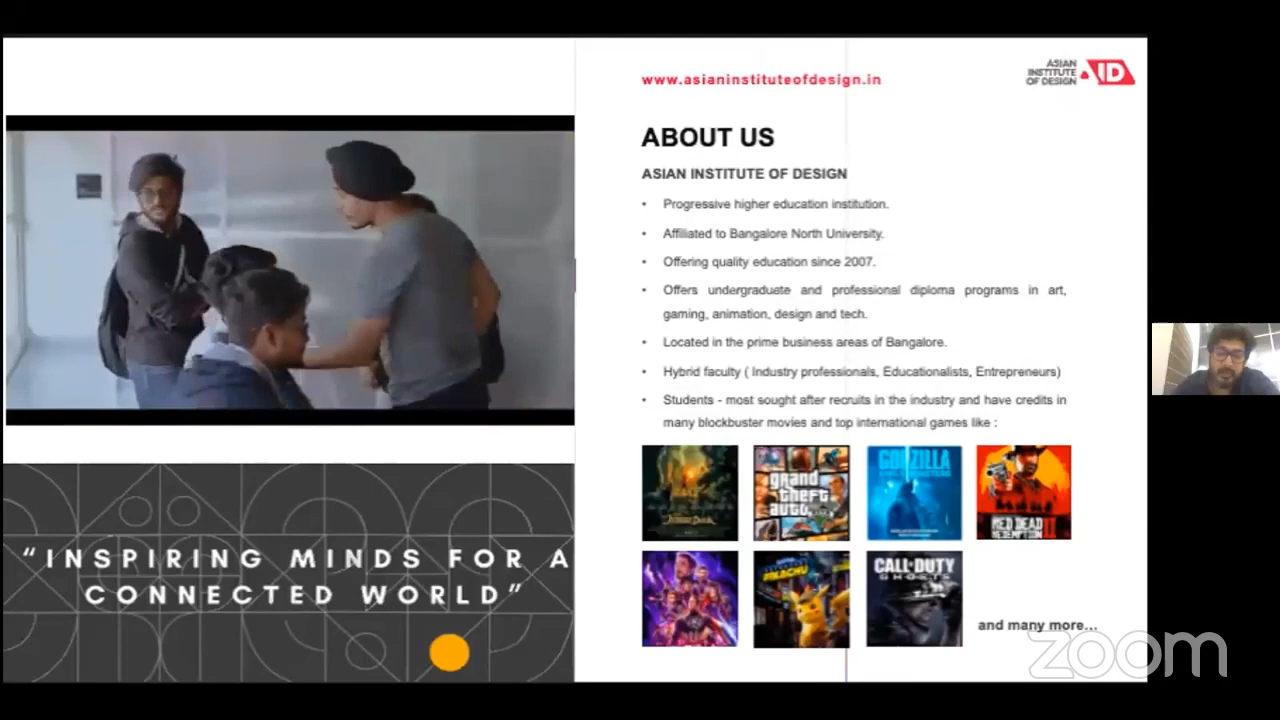 www.asianinstituteofdesign.in
ASIAN
INSTITUTE
OF DESIGN
AID
ABOUT US
ASIAN INSTITUTE OF DESIGN
• Progressive higher education institution.
• Affiliated to Bangalore North University.
• Offering quality education since 2007.
• Offers undergraduate and professional diploma programs in art,
gaming, animation, design and tech.
• Located in the prime business areas of Bangalore.
• Hybrid faculty ( Industry professionals, Educationalists, Entrepreneurs)
• Students - most sought after recruits in the industry and have credits in
many blockbuster movies and top international games like :
grand
theft
auto
GODZILLA
RED DEAD
REDEMPTION II
PIKACHU
CALL OF DUTY
GHOSTS
and many more...
“INSPIRING MINDS FOR A
CONNECTED WORLD”
zoom